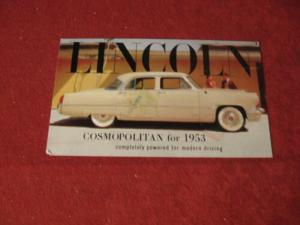 LINCOLN
COSMOPOLITAN for 1953
completely powered for modern driving